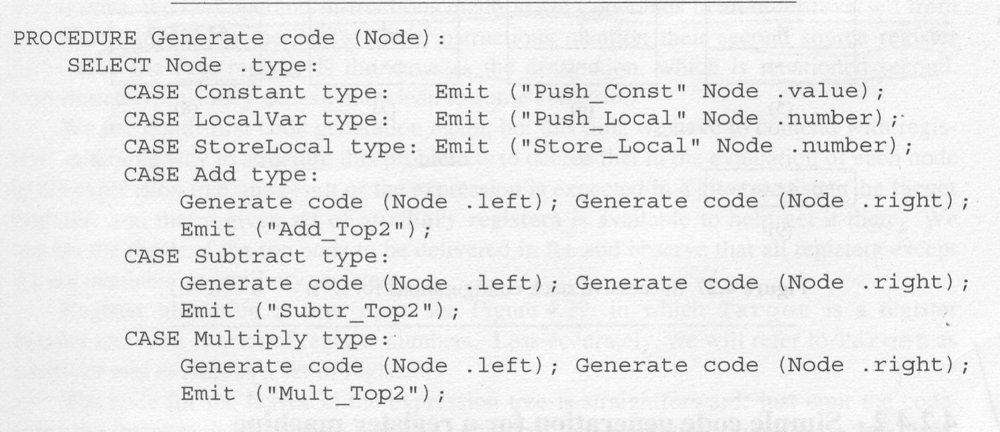 PROCEDURE Generate code (Node):
SELECT Node .type:
CASE Constant type: Emit ("Push_Const" Node .value);
CASE LocalVar type: Emit ("Push_Local" Node .number);
CASE StoreLocal type: Emit ("Store_Local" Node .number);
CASE Add type:
Generate code (Node .left); Generate code (Node .right);
Emit ("Add_Top2");
CASE Subtract type:
Generate code (Node .left); Generate code (Node .right);
Emit ("Subtr_Top2");
CASE Multiply type:
Generate code (Node .left); Generate code (Node .right);
Emit ("Mult_Top2");